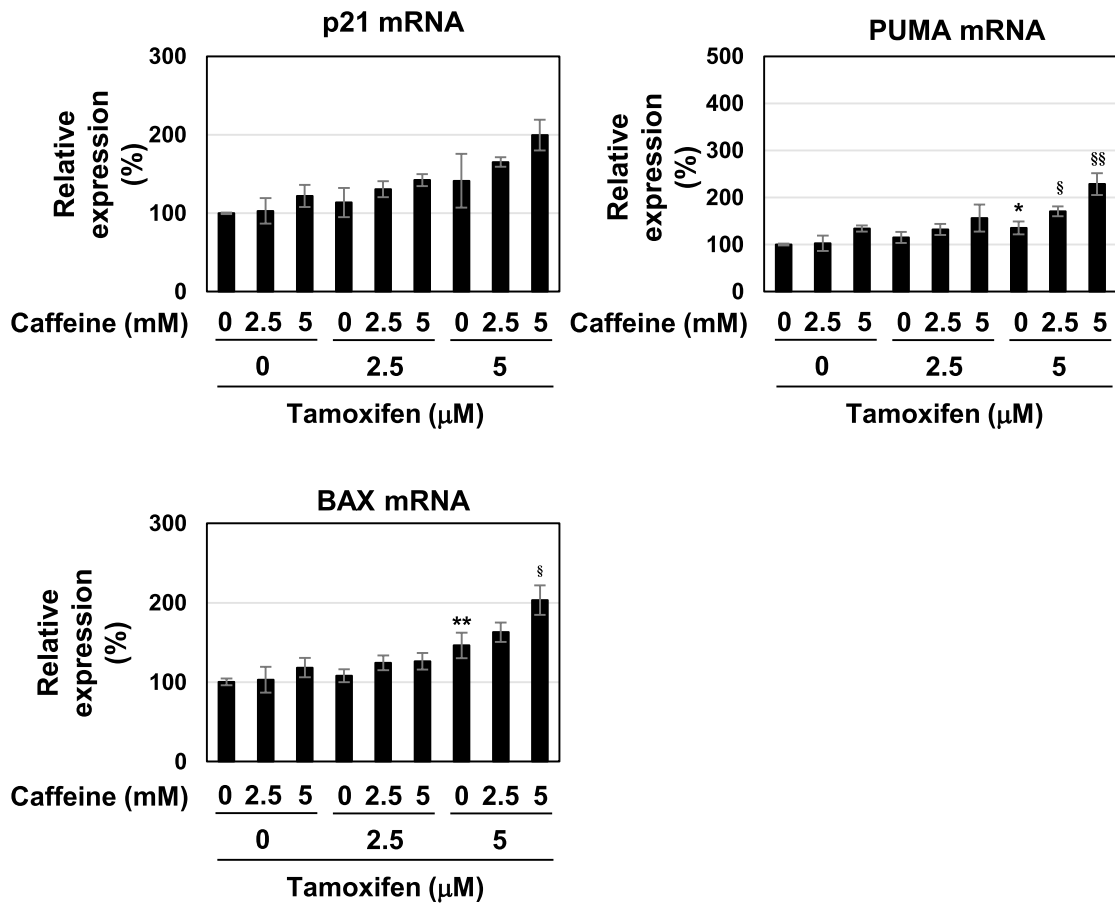 p21 mRNA
Relative
expression
(%)
300
200
100
0
Caffeine (mM) 0 2.5 5 0 2.5 5 0 2.5 5
0 2.5 5
Tamoxifen (μM)
PUMA mRNA
Relative
expression
(%)
500
400
300
200
100
0
* § §§
Caffeine (mM) 0 2.5 5 0 2.5 5 0 2.5 5
0 2.5 5
Tamoxifen (μM)
BAX mRNA
Relative
expression
(%)
300
200
100
0
** §
Caffeine (mM) 0 2.5 5 0 2.5 5 0 2.5 5
0 2.5 5
Tamoxifen (μM)